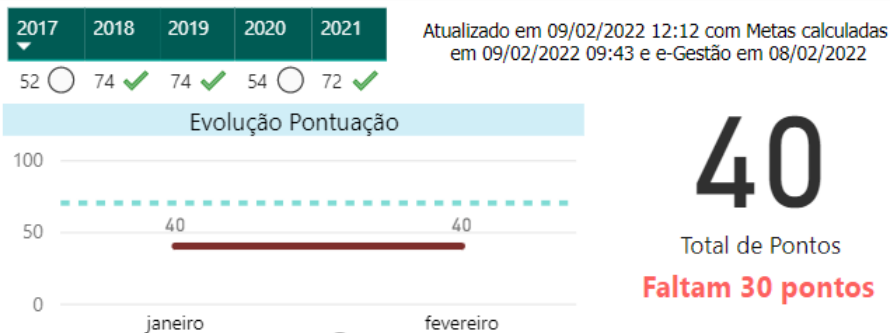 2017 2018 2019 2020 2021
52 74 74 54 72
Atualizado em 09/02/2022 12:12 com Metas calculadas
em 09/02/2022 09:43 e e-Gestão em 08/02/2022
Evolução Pontuação
100
50
0
40 40
janeiro fevereiro
40
Total de Pontos
Faltam 30 pontos